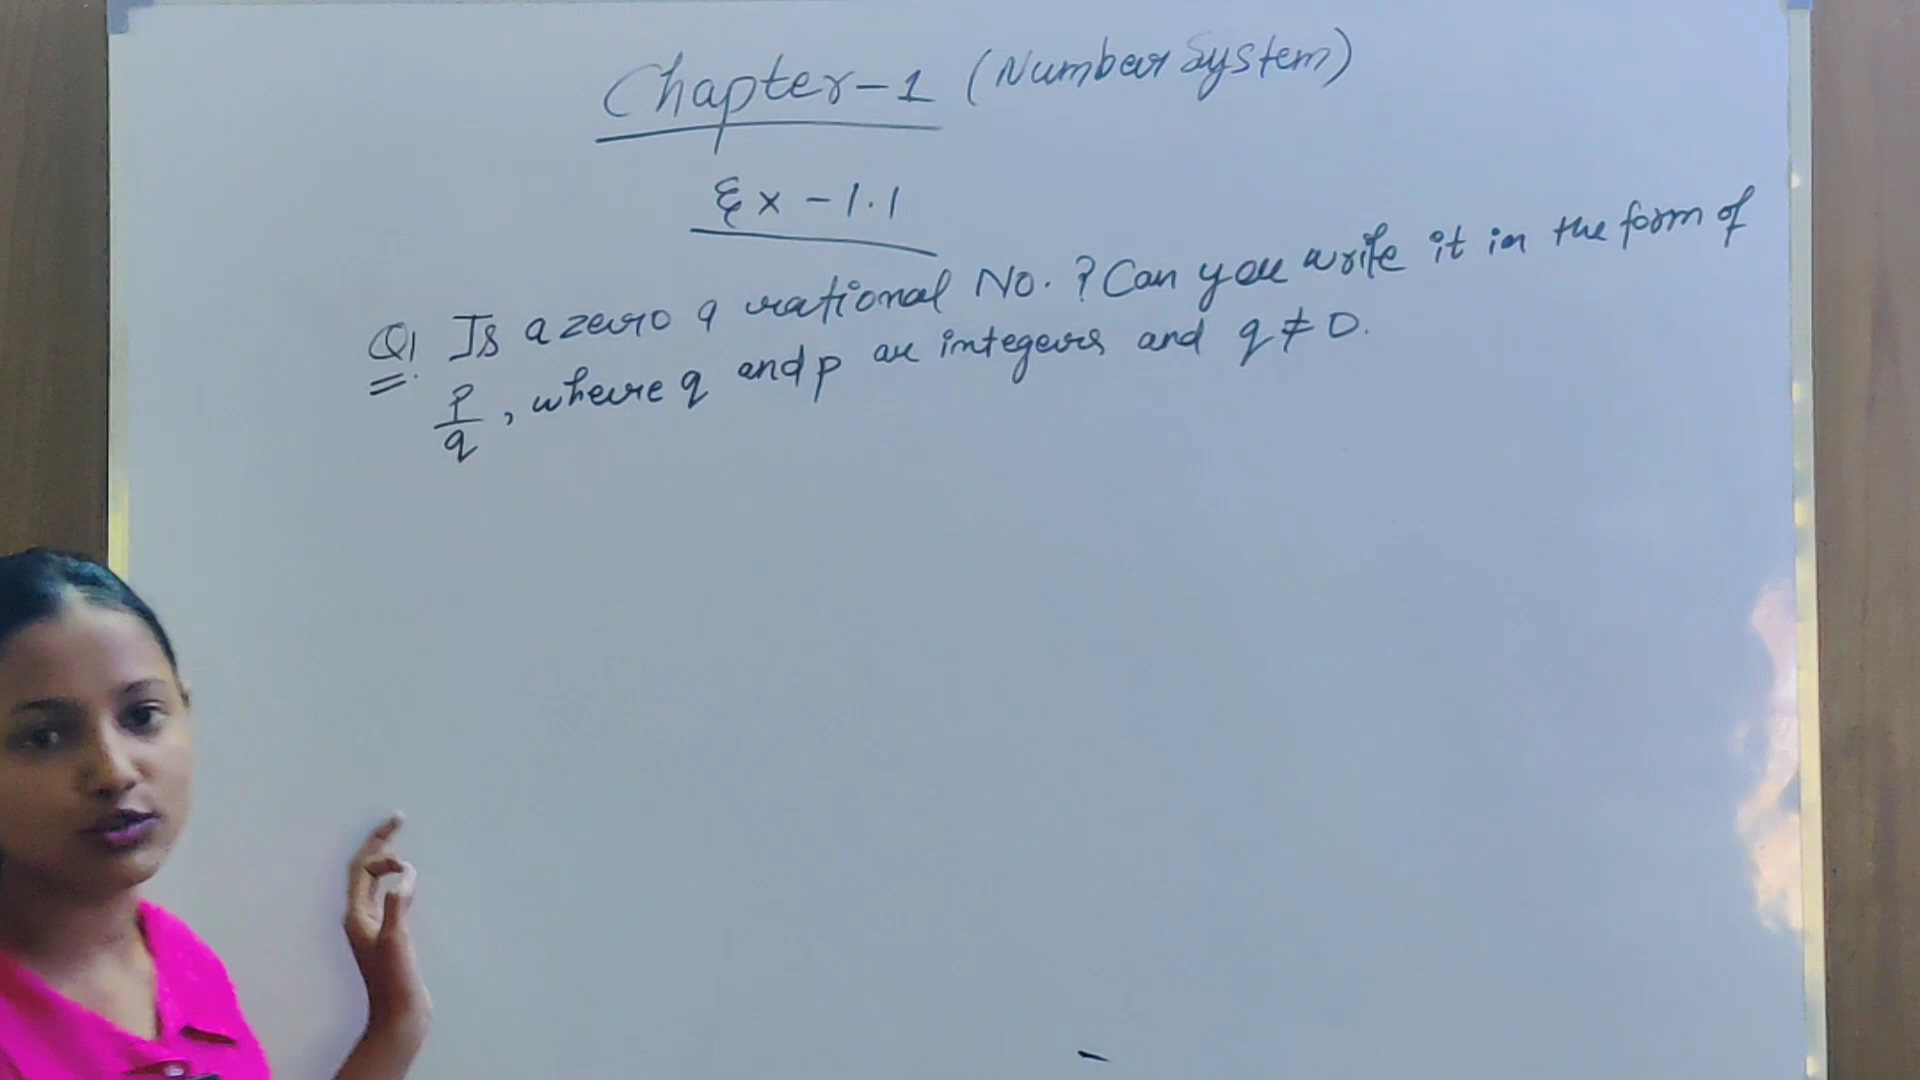 Chapter-1 (Number System)
Ex - 1.1
Q1. Is a zero a rational No. ? Can you write it in the form of
p/q, where q and p are integers and q ≠ 0.